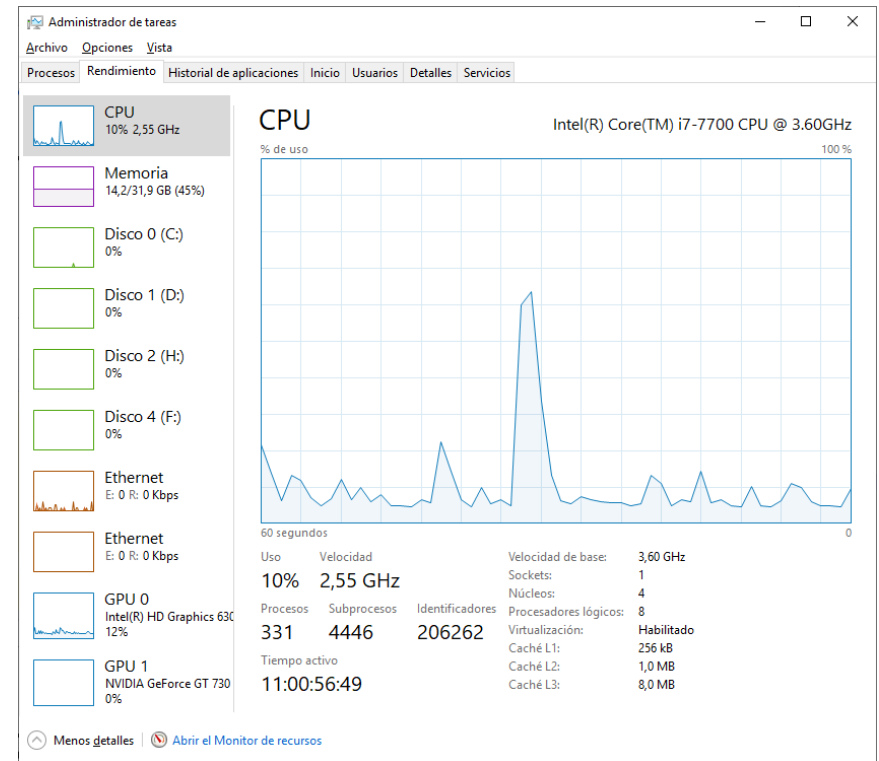 Administrador de tareas
Archivo Opciones Vista
Procesos Rendimiento Historial de aplicaciones Inicio Usuarios Detalles Servicios
CPU
10% 2,55 GHz
Memoria
14,2/31,9 GB (45%)
Disco 0 (C:)
0%
Disco 1 (D:)
0%
Disco 2 (H:)
0%
Disco 4 (F:)
0%
Ethernet
E: 0 R: 0 Kbps
Ethernet
E: 0 R: 0 Kbps
GPU 0
Intel(R) HD Graphics 630
12%
GPU 1
NVIDIA GeForce GT 730
0%
CPU Intel(R) Core(TM) i7-7700 CPU @ 3.60GHz
% de uso 100 %
60 segundos 0
Uso Velocidad
10% 2,55 GHz
Procesos Subprocesos Identificadores
331 4446 206262
Tiempo activo
11:00:56:49
Velocidad de base: 3,60 GHz
Sockets: 1
Núcleos: 4
Procesadores lógicos: 8
Virtualización: Habilitado
Caché L1: 256 kB
Caché L2: 1,0 MB
Caché L3: 8,0 MB
Menos detalles Abrir el Monitor de recursos